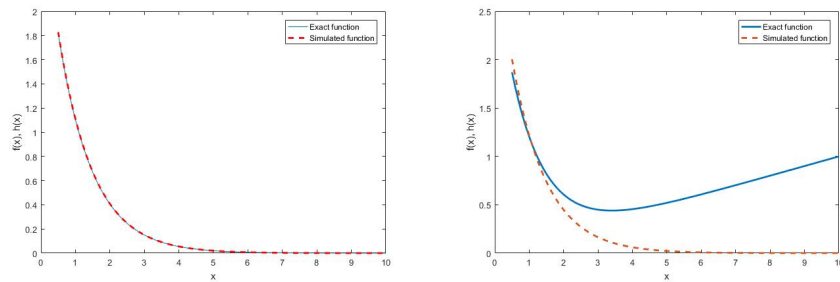 2
1.8
1.6
1.4
1.2
1
0.8
0.6
0.4
0.2
0
f(x), h(x)
0 1 2 3 4 5 6 7 8 9 10
x
Exact function
Simulated function
2.5
2
1.5
1
0.5
0
f(x), h(x)
0 1 2 3 4 5 6 7 8 9 10
x
Exact function
Simulated function